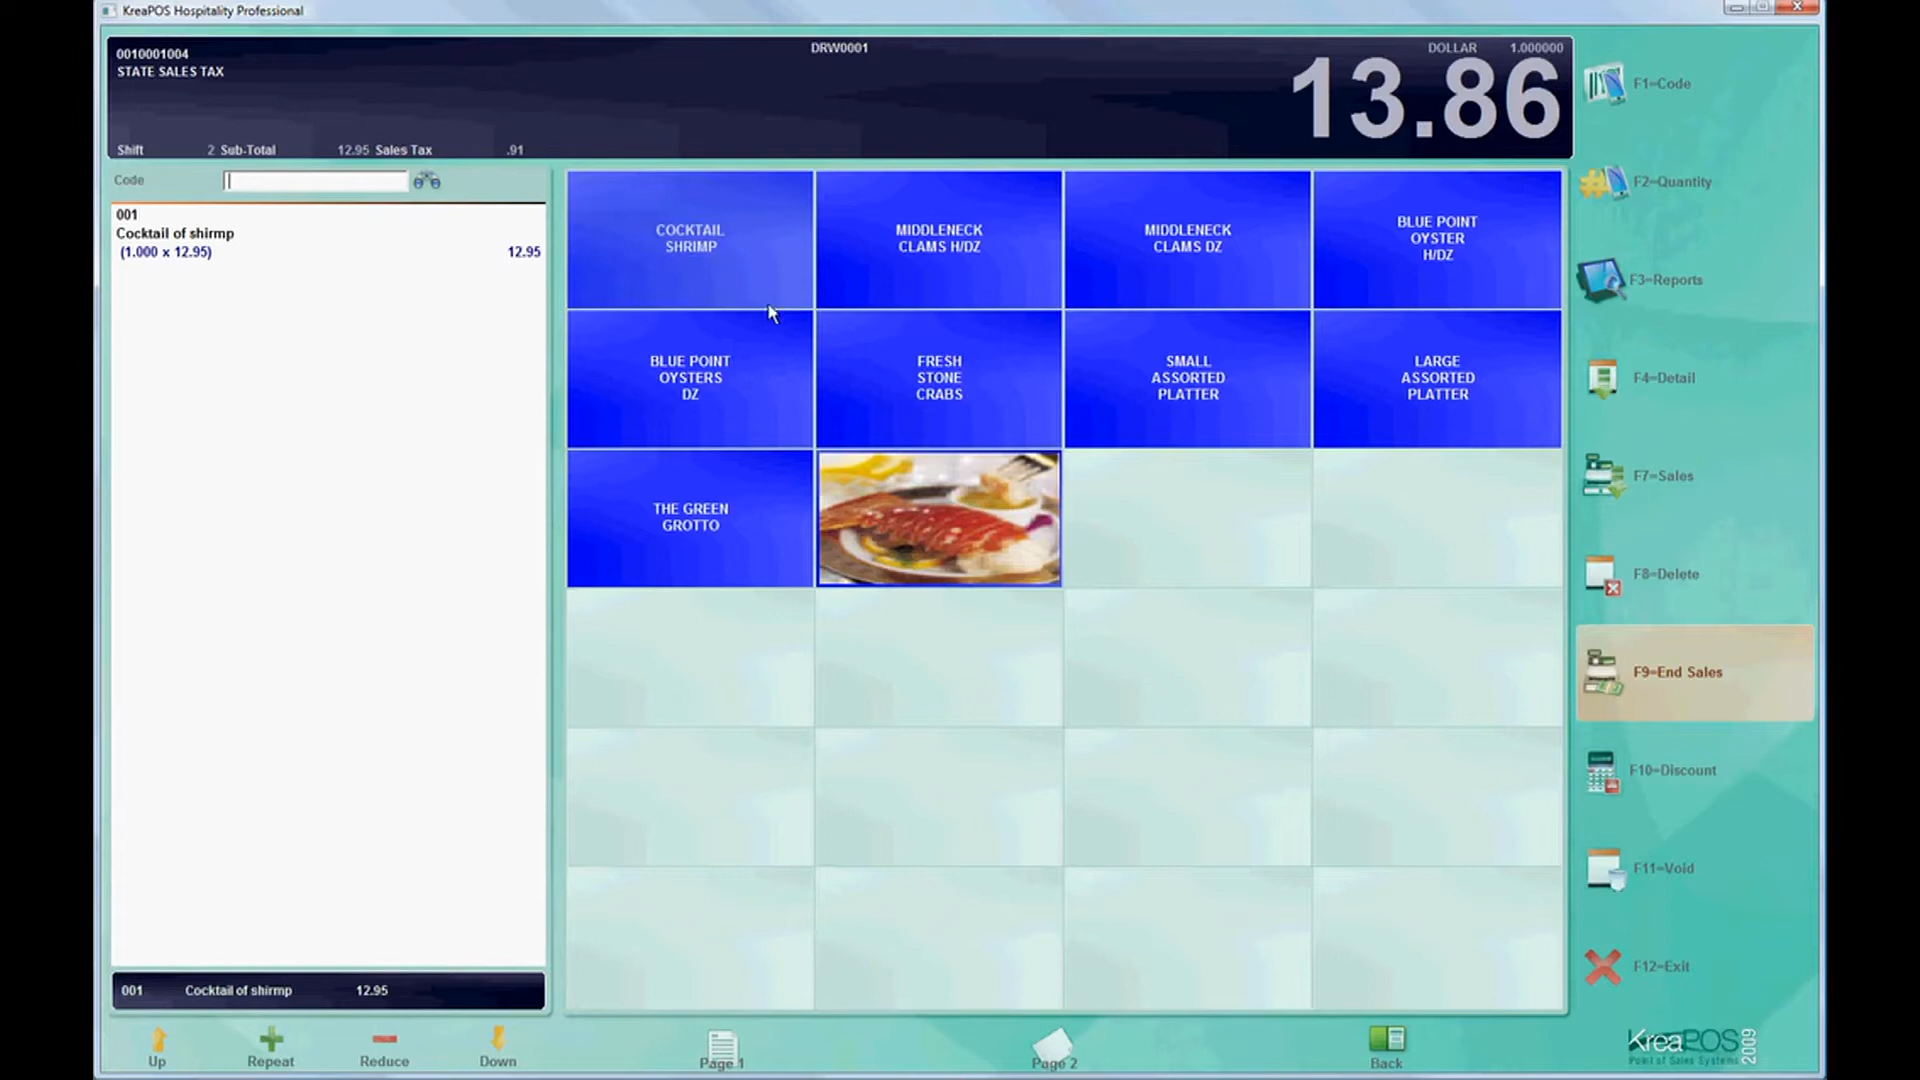 KreaPOS Hospitality Professional
0010001004
DRW0001
DOLLAR 1.000000
STATE SALES TAX
13.86
Shift 2 Sub-Total 12.95 Sales Tax .91
Code
001
Cocktail of shirmp
(1.000 x 12.95) 12.95
COCKTAIL
SHRIMP
MIDDLENECK
CLAMS H/DZ
MIDDLENECK
CLAMS DZ
BLUE POINT
OYSTER
H/DZ
BLUE POINT
OYSTERS
DZ
FRESH
STONE
CRABS
SMALL
ASSORTED
PLATTER
LARGE
ASSORTED
PLATTER
THE GREEN
GROTTO
F1=Code
F2=Quantity
F3=Reports
F4=Detail
F7=Sales
F8=Delete
F9=End Sales
F10=Discount
F11=Void
F12=Exit
001 Cocktail of shirmp 12.95
Up
Repeat
Reduce
Down
Page 1
Page 2
Back
KreaPOS 2009
Point of Sales Systems